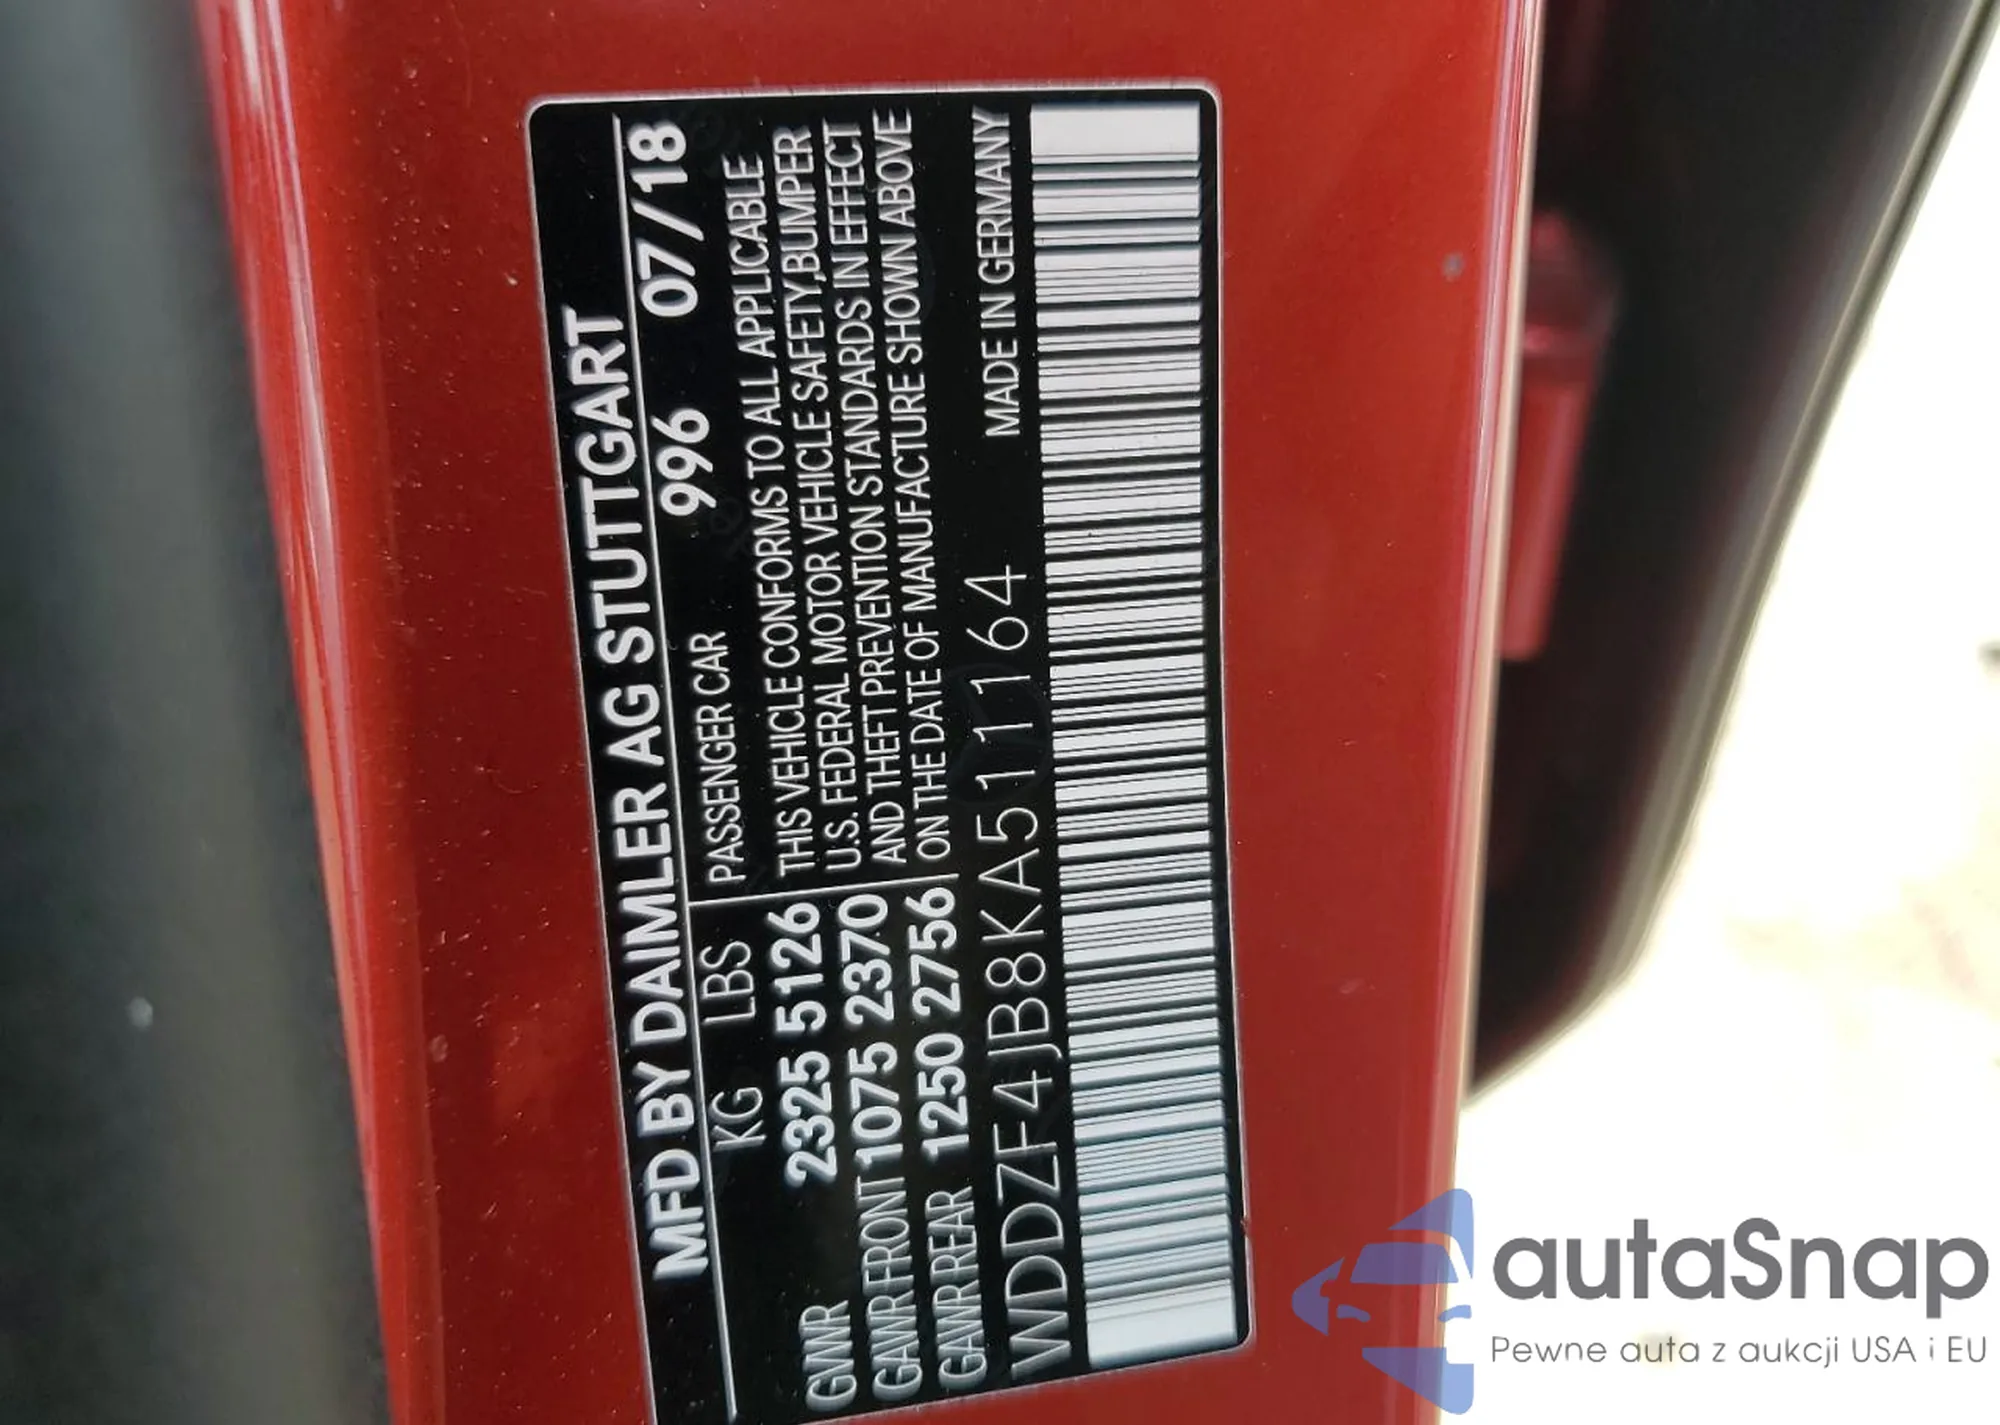 MFD BY DAIMLER AG STUTTGART
KG LBS PASSENGER CAR 996 07/18
GVWR 2325 5126
GAWR FRONT 1075 2370
GAWR REAR 1250 2756
THIS VEHICLE CONFORMS TO ALL APPLICABLE
U.S. FEDERAL MOTOR VEHICLE SAFETY,BUMPER
AND THEFT PREVENTION STANDARDS IN EFFECT
ON THE DATE OF MANUFACTURE SHOWN ABOVE
WDDZF4JB8KA511164 MADE IN GERMANY
autaSnap
Pewne auta z aukcji USA i EU